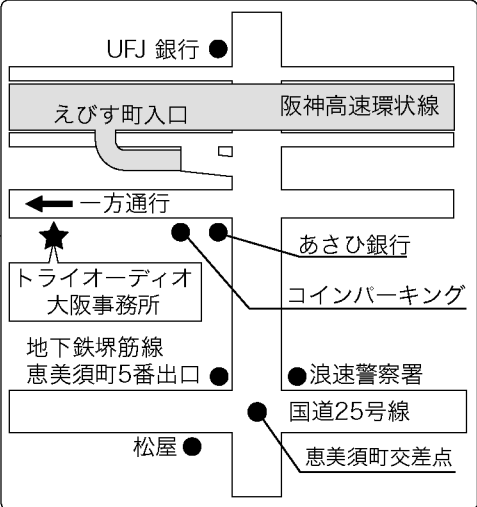 UFJ 銀行
えびす町入口
阪神高速環状線
一方通行
あさひ銀行
トライオーディオ
大阪事務所
コインパーキング
地下鉄堺筋線
恵美須町5番出口
浪速警察署
国道25号線
松屋
恵美須町交差点